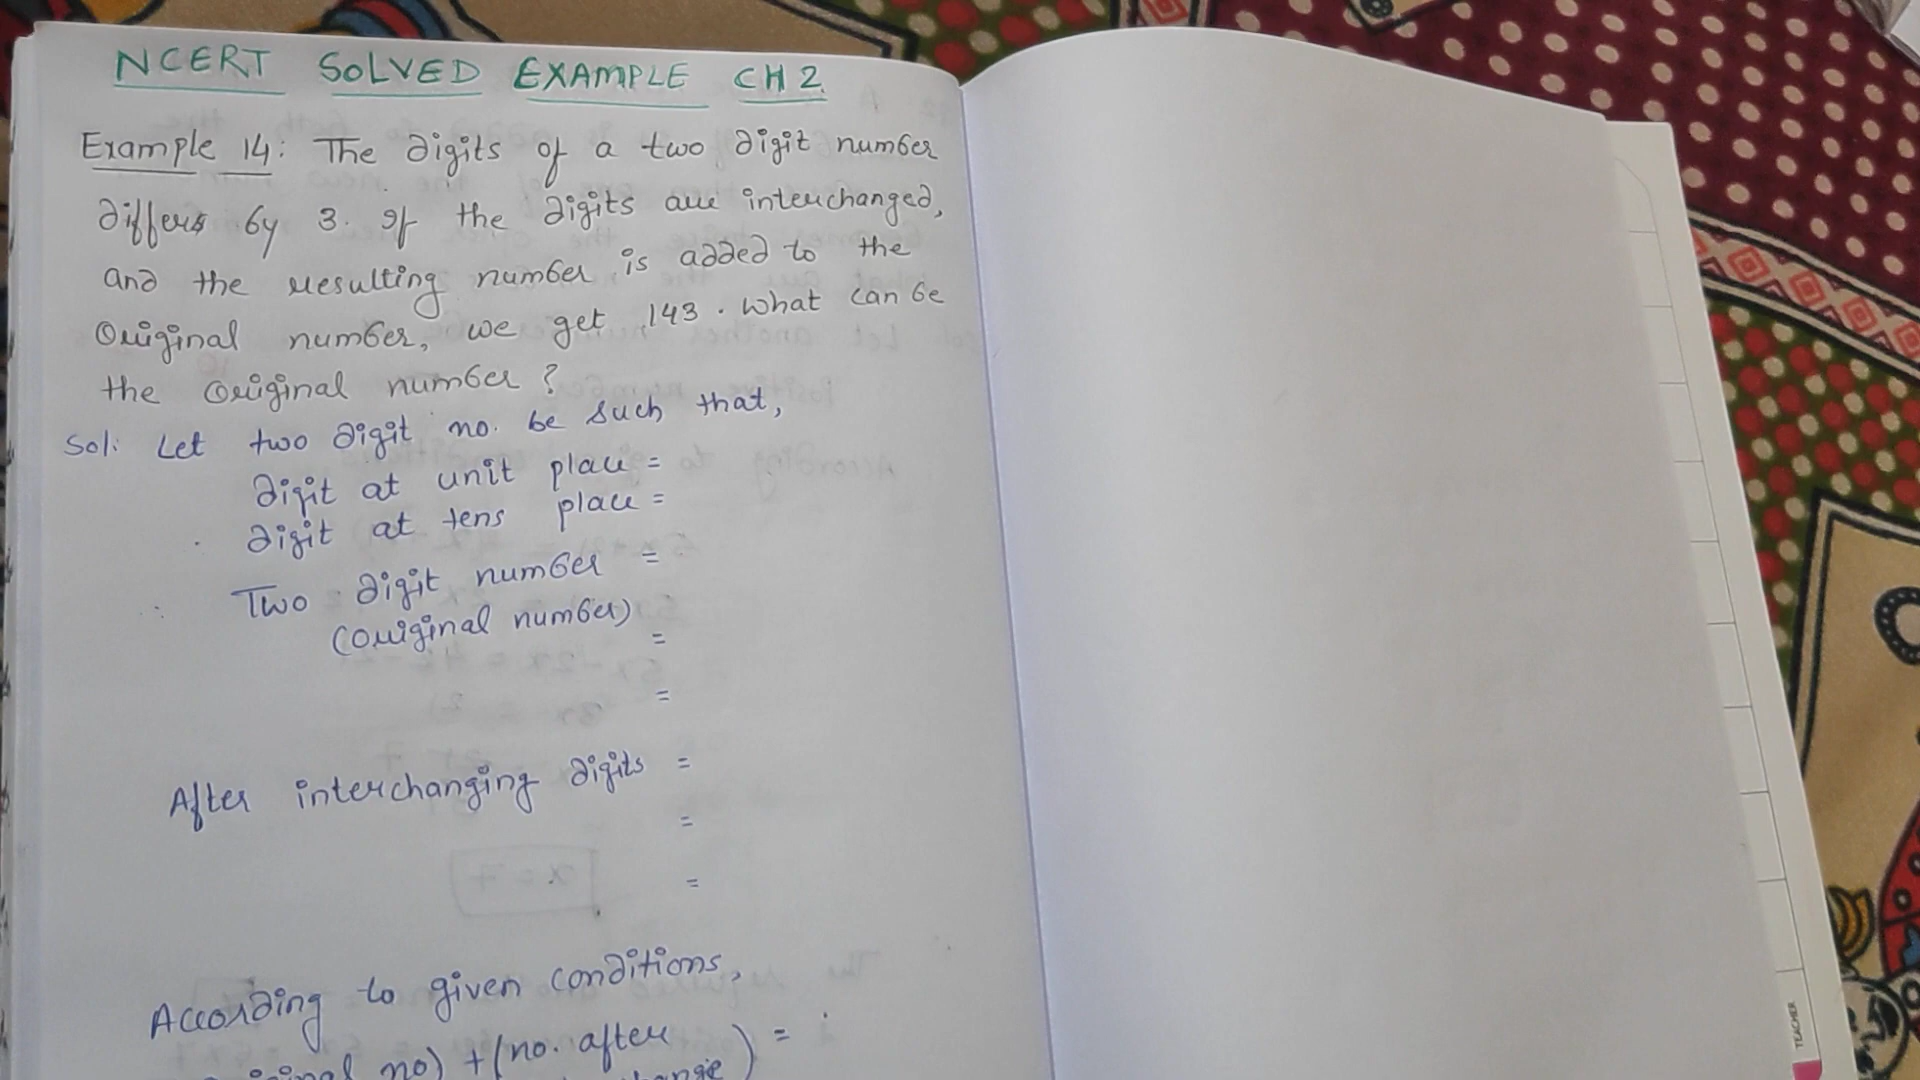 NCERT SOLVED EXAMPLE CH 2.
Example 14: The digits of a two digit number
differs by 3. If the digits are interchanged,
and the resulting number is added to the
Original number, we get 143. What can be
the Original number?
Sol: Let two digit no. be such that,
digit at unit place =
digit at tens place =
Two digit number =
(original number)
=
=
After interchanging digits =
=
=
According to given conditions,
no) + (no. after ) =
TEACHER